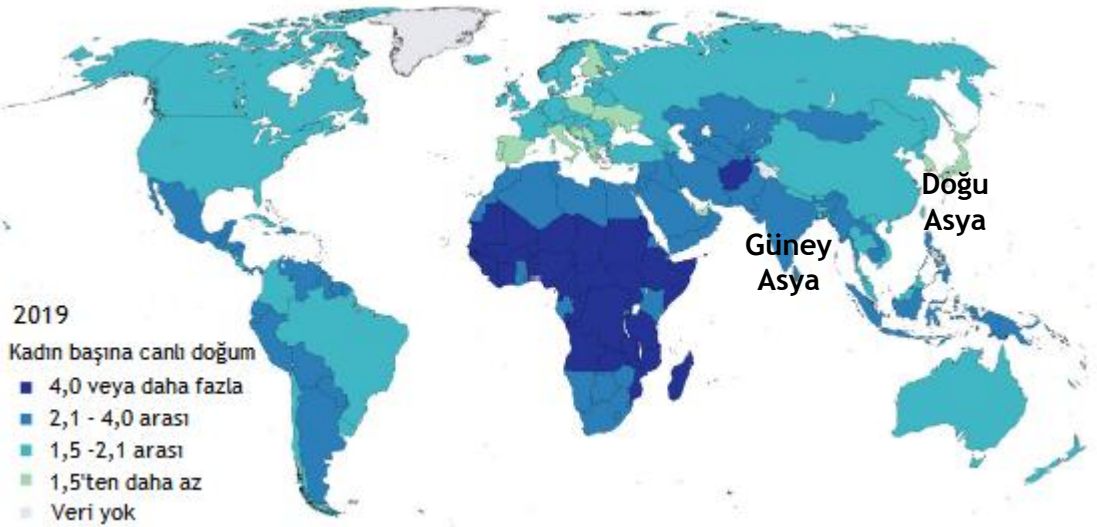 Doğu
Asya
Güney
Asya
2019
Kadın başına canlı doğum
4,0 veya daha fazla
2,1 - 4,0 arası
1,5 -2,1 arası
1,5'ten daha az
Veri yok